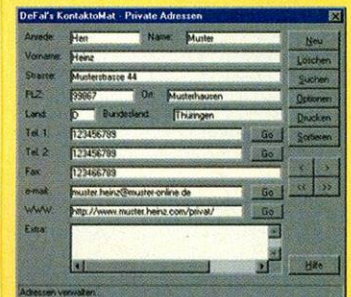 DeFal's KontaktoMat - Private Adressen
Anrede: Herr Name: Muster
Vorname: Heinz
Strasse: Musterstrasse 44
PLZ: 99867 Ort: Musterhausen
Land: D Bundesland: Thüringen
Tel. 1: 123456789 Go
Tel. 2: 123456789 Go
Fax: 123466789
e-mail: muster.heinz@muster-online.de Go
WWW: http://www.muster.heinz.com/privat/ Go
Extra:
Neu
Löschen
Suchen
Optionen
Drucken
Sortieren
< >
<< >>
Hilfe
Adressen verwalten